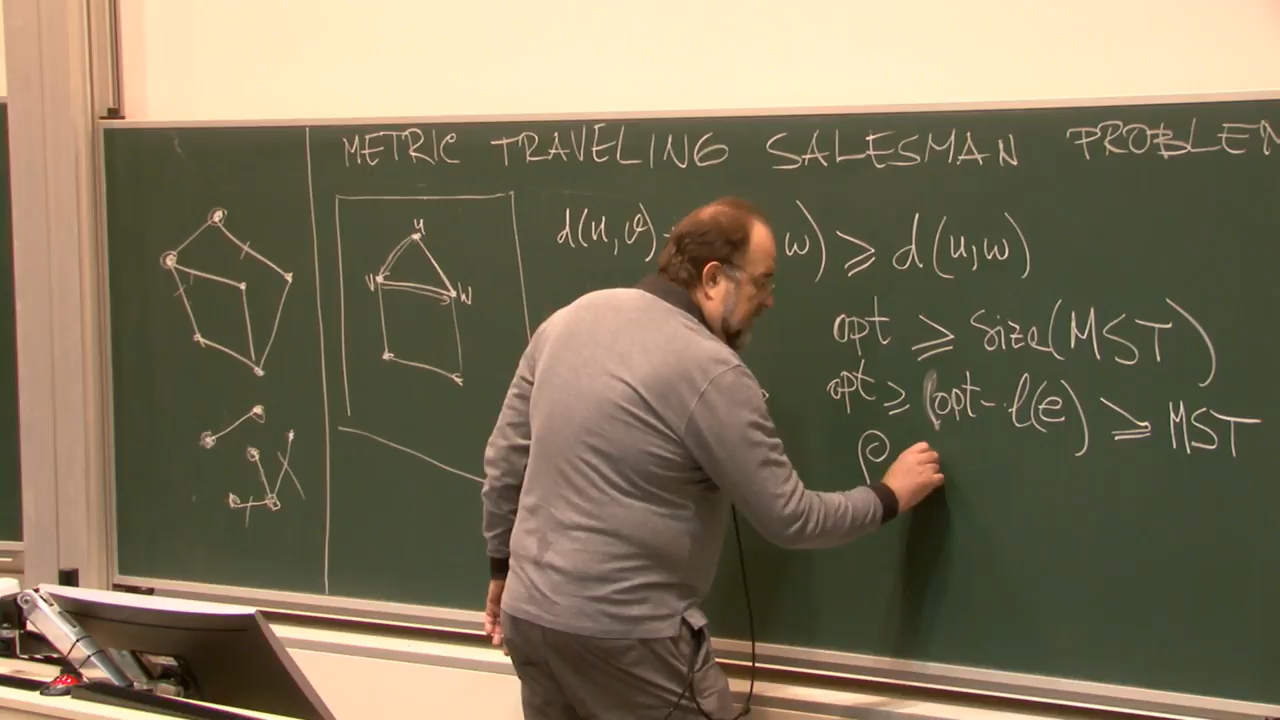 METRIC TRAVELING SALESMAN PROBLEM
u
v
w
d(u,v) w) ≥ d(u,w)
opt ≥ size(MST)
opt ≥ (opt - l(e)) ≥ MST